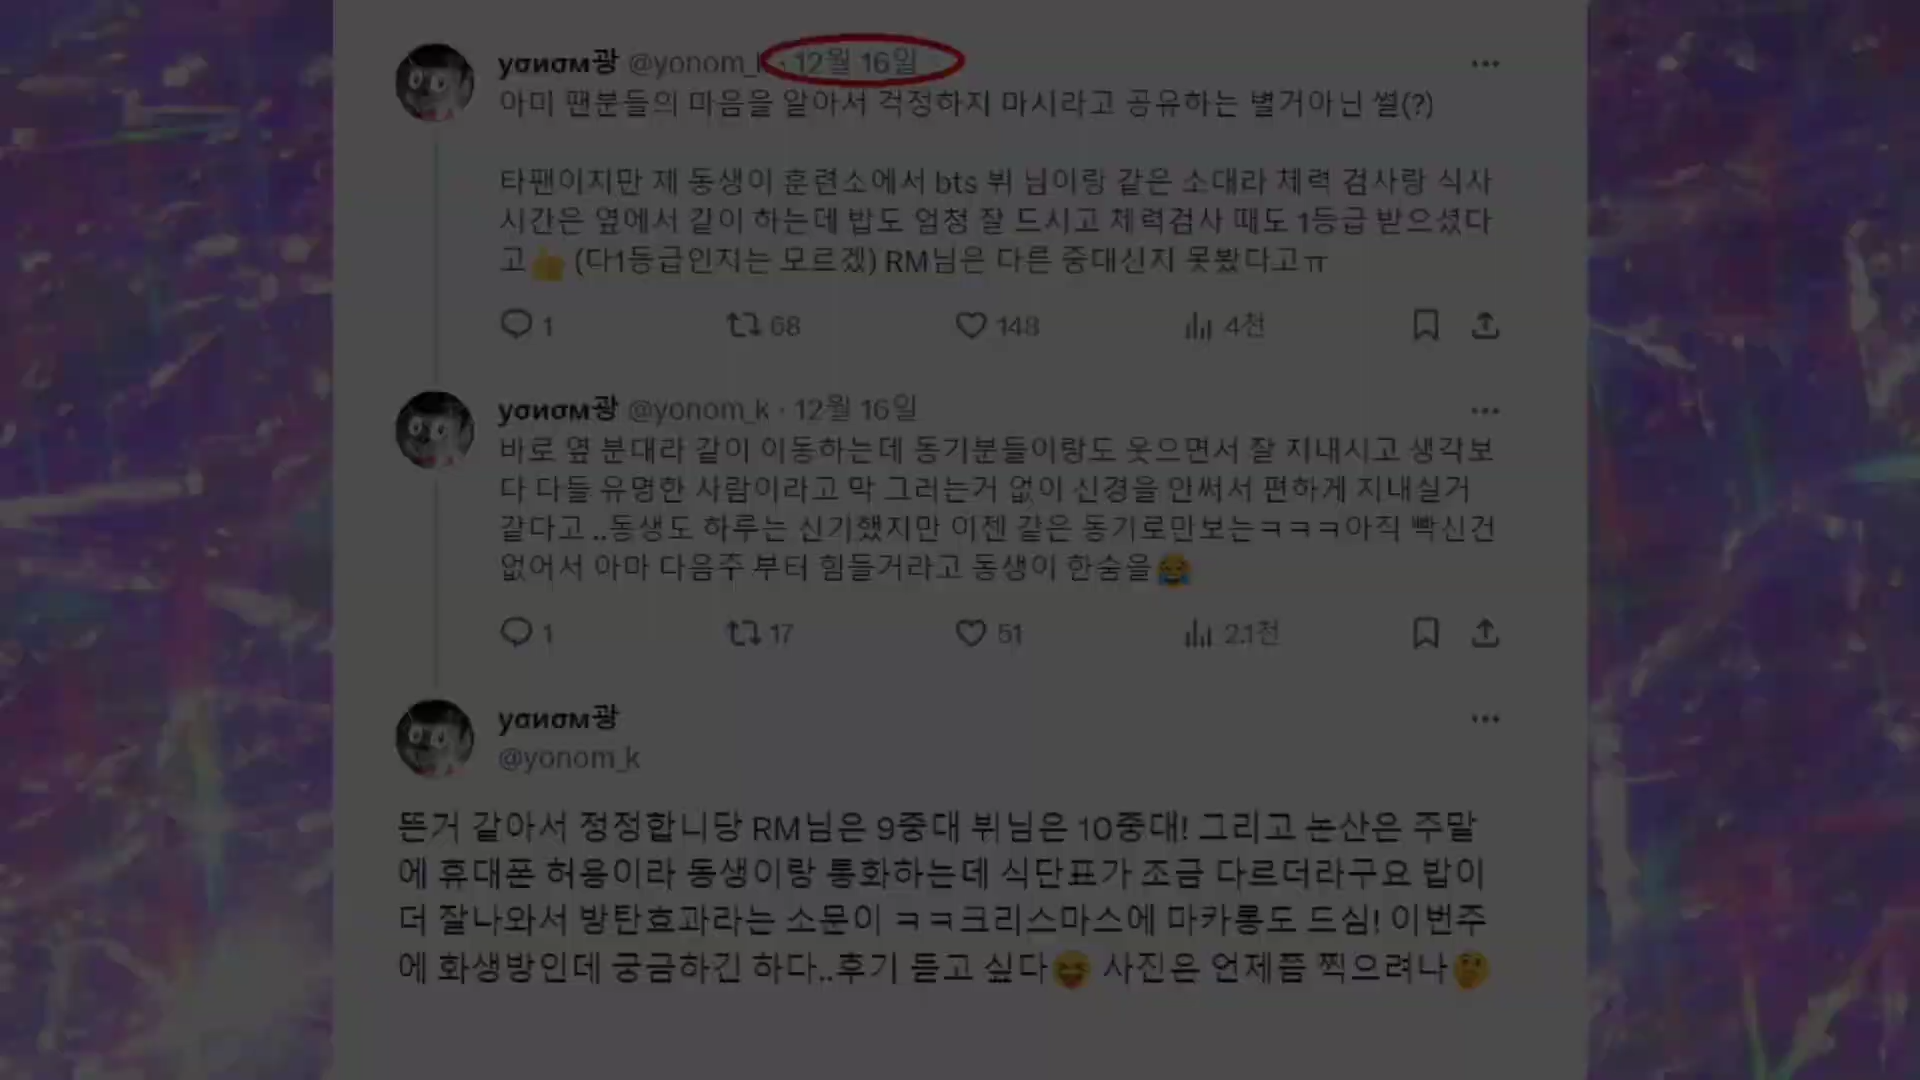 yσиσм광 @yonom_k · 12월 16일
아미 팬분들의 마음을 알아서 걱정하지 마시라고 공유하는 별거아닌 썰(?)
타팬이지만 제 동생이 훈련소에서 bts 뷔 님이랑 같은 소대라 체력 검사랑 식사
시간은 옆에서 같이 하는데 밥도 엄청 잘 드시고 체력검사 때도 1등급 받으셨다
고👍 (다1등급인지는 모르겠) RM님은 다른 중대신지 못봤다고ㅠ
1 68 148 4천
yσиσм광 @yonom_k · 12월 16일
바로 옆 분대라 같이 이동하는데 동기분들이랑도 웃으면서 잘 지내시고 생각보
다 다들 유명한 사람이라고 막 그러는거 없이 신경을 안써서 편하게 지내실거
같다고 ..동생도 하루는 신기했지만 이젠 같은 동기로만보는ㅋㅋㅋ아직 빡신건
없어서 아마 다음주 부터 힘들거라고 동생이 한숨을😂
1 17 51 2.1천
yσиσм광
@yonom_k
뜬거 같아서 정정합니당 RM님은 9중대 뷔님은 10중대! 그리고 논산은 주말
에 휴대폰 허용이라 동생이랑 통화하는데 식단표가 조금 다르더라구요 밥이
더 잘나와서 방탄효과라는 소문이 ㅋㅋ크리스마스에 마카롱도 드심! 이번주
에 화생방인데 궁금하긴 하다..후기 듣고 싶다😆 사진은 언제쯤 찍으려나🤔